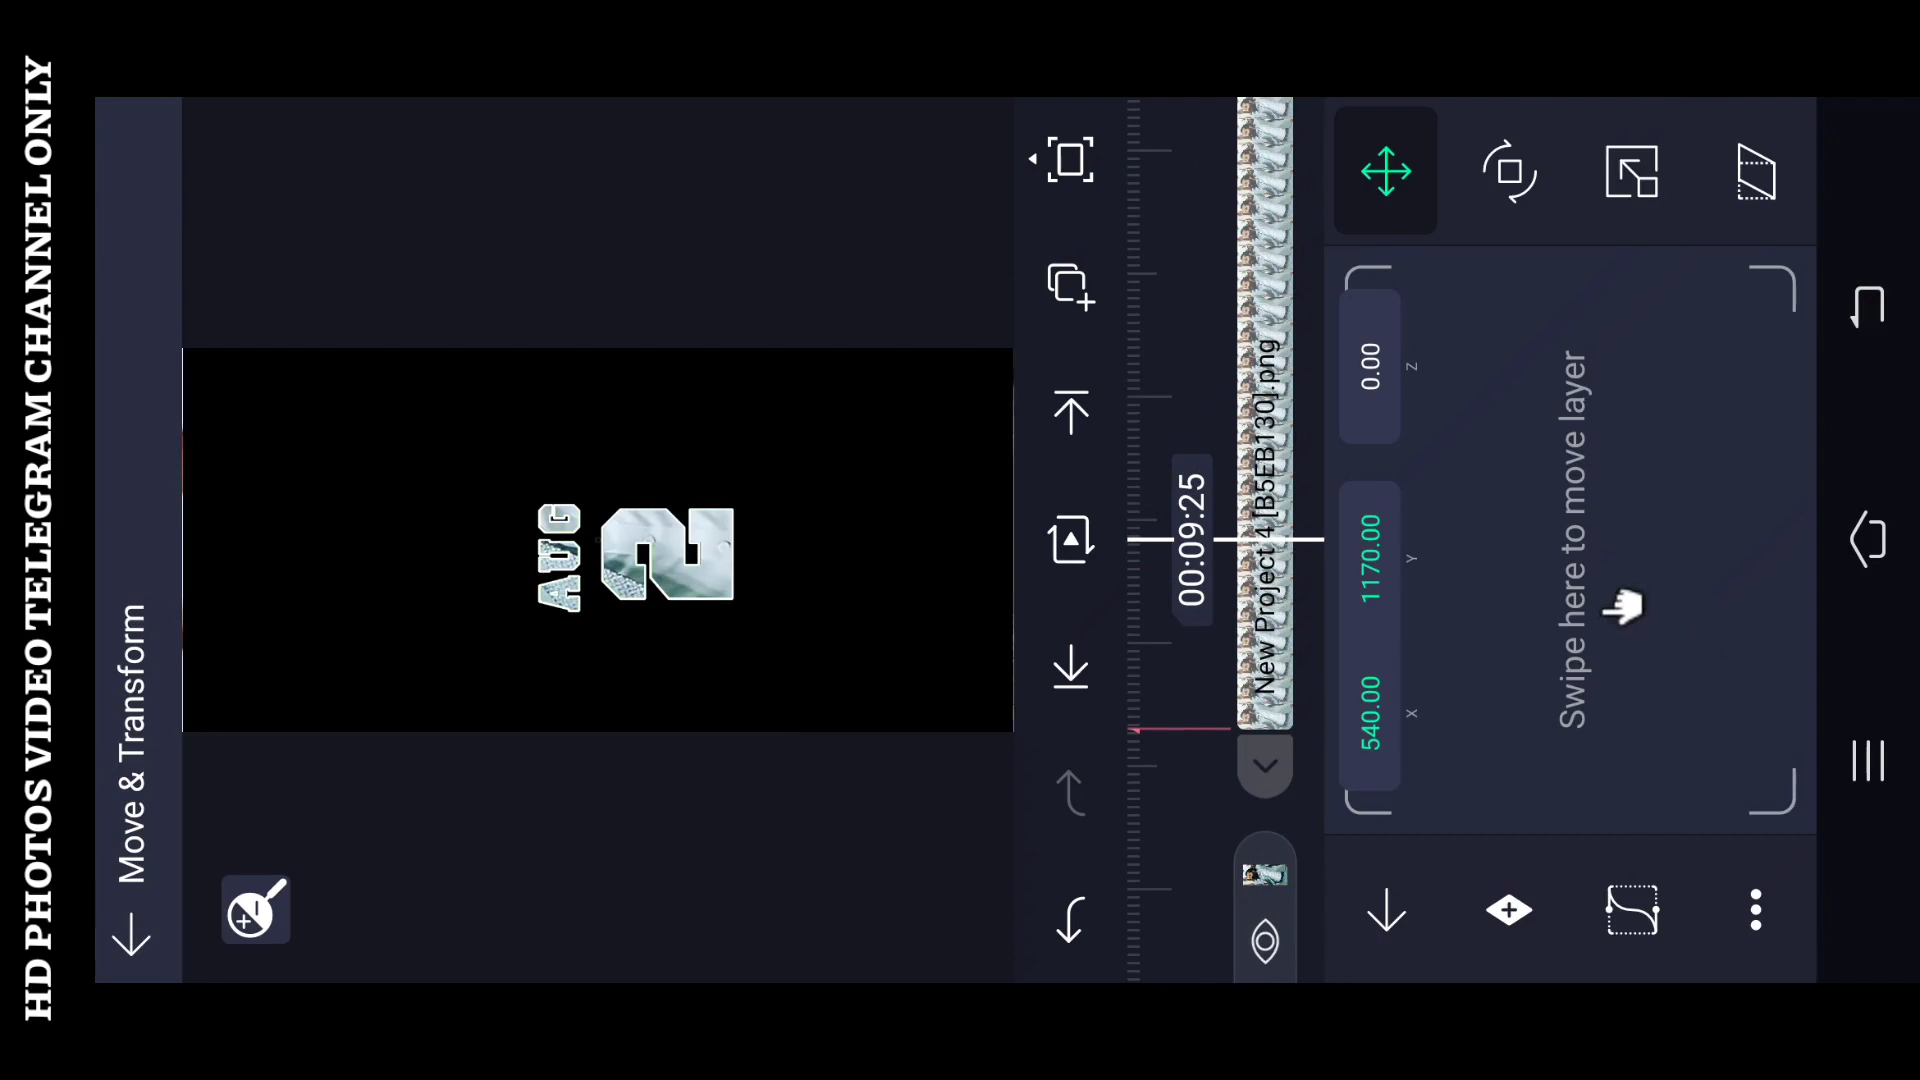 HD PHOTOS VIDEO TELEGRAM CHANNEL ONLY
Move & Transform
AUG
2
00:09:25
New Project 4 [B5EB130].png
540.00
1170.00
0.00
X
Y
Z
Swipe here to move layer